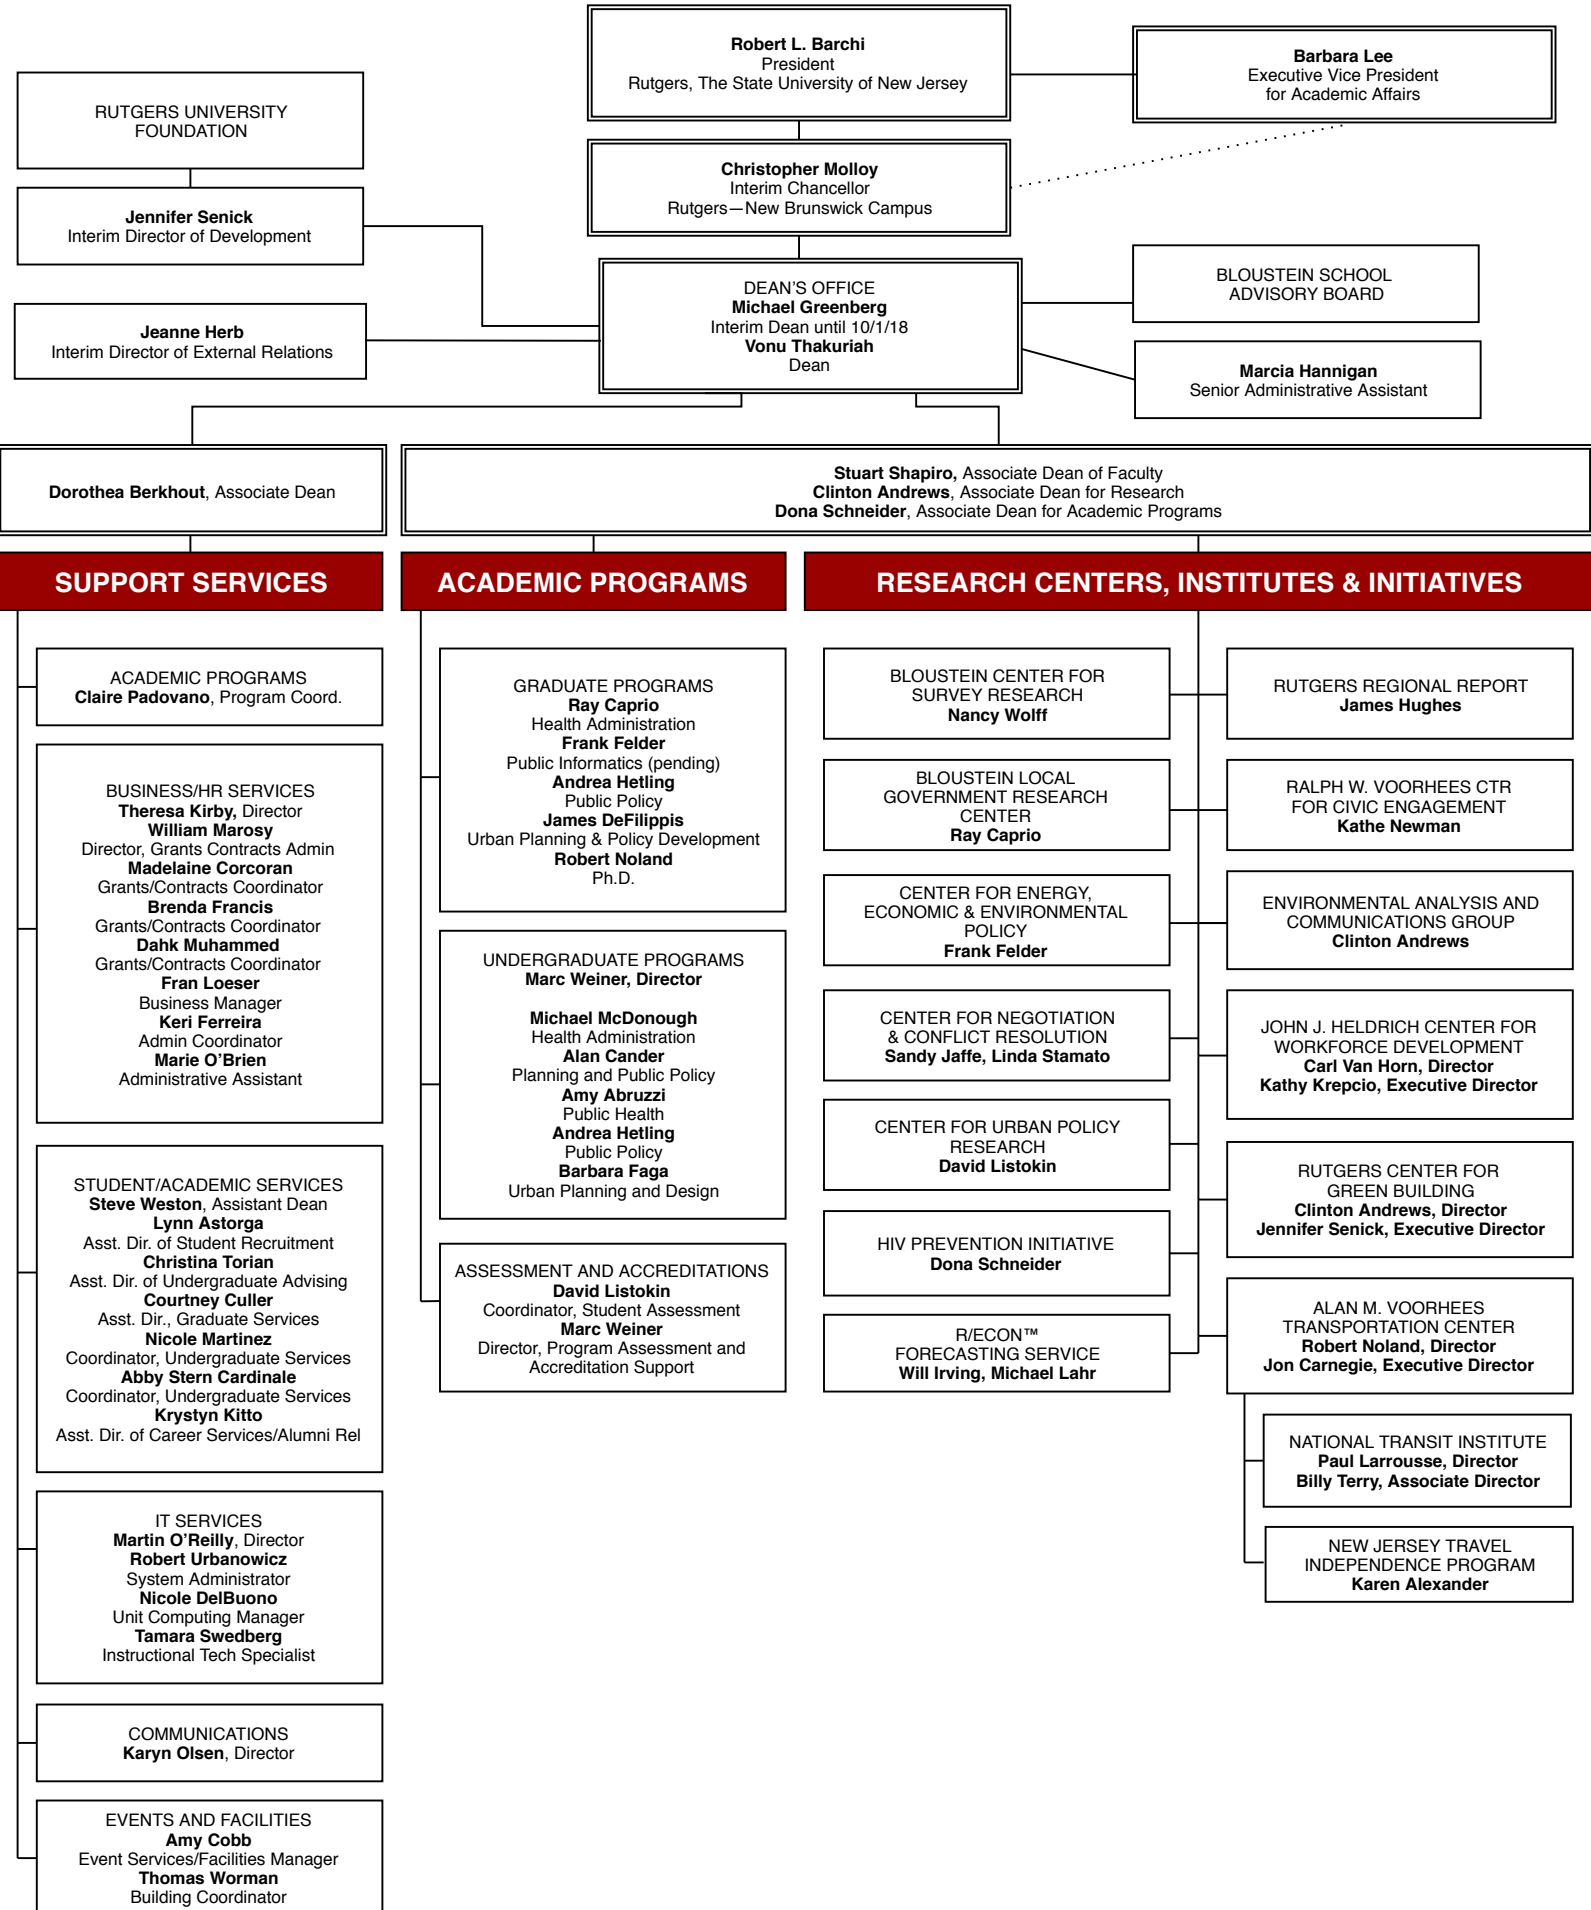 Robert L. Barchi
President
Rutgers, The State University of New Jersey
Barbara Lee
Executive Vice President
for Academic Affairs
RUTGERS UNIVERSITY
FOUNDATION
Christopher Molloy
Interim Chancellor
Rutgers—New Brunswick Campus
Jennifer Senick
Interim Director of Development
DEAN'S OFFICE
Michael Greenberg
Interim Dean until 10/1/18
Vonu Thakuriah
Dean
BLOUSTEIN SCHOOL
ADVISORY BOARD
Jeanne Herb
Interim Director of External Relations
Marcia Hannigan
Senior Administrative Assistant
Dorothea Berkhout, Associate Dean
Stuart Shapiro, Associate Dean of Faculty
Clinton Andrews, Associate Dean for Research
Dona Schneider, Associate Dean for Academic Programs
SUPPORT SERVICES
ACADEMIC PROGRAMS
Claire Padovano, Program Coord.
BUSINESS/HR SERVICES
Theresa Kirby, Director
William Marosy
Director, Grants Contracts Admin
Madelaine Corcoran
Grants/Contracts Coordinator
Brenda Francis
Grants/Contracts Coordinator
Dahk Muhammed
Grants/Contracts Coordinator
Fran Loeser
Business Manager
Keri Ferreira
Admin Coordinator
Marie O'Brien
Administrative Assistant
STUDENT/ACADEMIC SERVICES
Steve Weston, Assistant Dean
Lynn Astorga
Asst. Dir. of Student Recruitment
Christina Torian
Asst. Dir. of Undergraduate Advising
Courtney Culler
Asst. Dir., Graduate Services
Nicole Martinez
Coordinator, Undergraduate Services
Abby Stern Cardinale
Coordinator, Undergraduate Services
Krystyn Kitto
Asst. Dir. of Career Services/Alumni Rel
IT SERVICES
Martin O'Reilly, Director
Robert Urbanowicz
System Administrator
Nicole DelBuono
Unit Computing Manager
Tamara Swedberg
Instructional Tech Specialist
COMMUNICATIONS
Karyn Olsen, Director
EVENTS AND FACILITIES
Amy Cobb
Event Services/Facilities Manager
Thomas Worman
Building Coordinator
ACADEMIC PROGRAMS
GRADUATE PROGRAMS
Ray Caprio
Health Administration
Frank Felder
Public Informatics (pending)
Andrea Hetling
Public Policy
James DeFilippis
Urban Planning & Policy Development
Robert Noland
Ph.D.
UNDERGRADUATE PROGRAMS
Marc Weiner, Director
Michael McDonough
Health Administration
Alan Cander
Planning and Public Policy
Amy Abruzzi
Public Health
Andrea Hetling
Public Policy
Barbara Faga
Urban Planning and Design
ASSESSMENT AND ACCREDITATIONS
David Listokin
Coordinator, Student Assessment
Marc Weiner
Director, Program Assessment and
Accreditation Support
RESEARCH CENTERS, INSTITUTES & INITIATIVES
BLOUSTEIN CENTER FOR
SURVEY RESEARCH
Nancy Wolff
BLOUSTEIN LOCAL
GOVERNMENT RESEARCH
CENTER
Ray Caprio
CENTER FOR ENERGY,
ECONOMIC & ENVIRONMENTAL
POLICY
Frank Felder
CENTER FOR NEGOTIATION
& CONFLICT RESOLUTION
Sandy Jaffe, Linda Stamato
CENTER FOR URBAN POLICY
RESEARCH
David Listokin
HIV PREVENTION INITIATIVE
Dona Schneider
R/ECON™
FORECASTING SERVICE
Will Irving, Michael Lahr
RUTGERS REGIONAL REPORT
James Hughes
RALPH W. VOORHEES CTR
FOR CIVIC ENGAGEMENT
Kathe Newman
ENVIRONMENTAL ANALYSIS AND
COMMUNICATIONS GROUP
Clinton Andrews
JOHN J. HELDRICH CENTER FOR
WORKFORCE DEVELOPMENT
Carl Van Horn, Director
Kathy Krepcio, Executive Director
RUTGERS CENTER FOR
GREEN BUILDING
Clinton Andrews, Director
Jennifer Senick, Executive Director
ALAN M. VOORHEES
TRANSPORTATION CENTER
Robert Noland, Director
Jon Carnegie, Executive Director
NATIONAL TRANSIT INSTITUTE
Paul Larrousse, Director
Billy Terry, Associate Director
NEW JERSEY TRAVEL
INDEPENDENCE PROGRAM
Karen Alexander